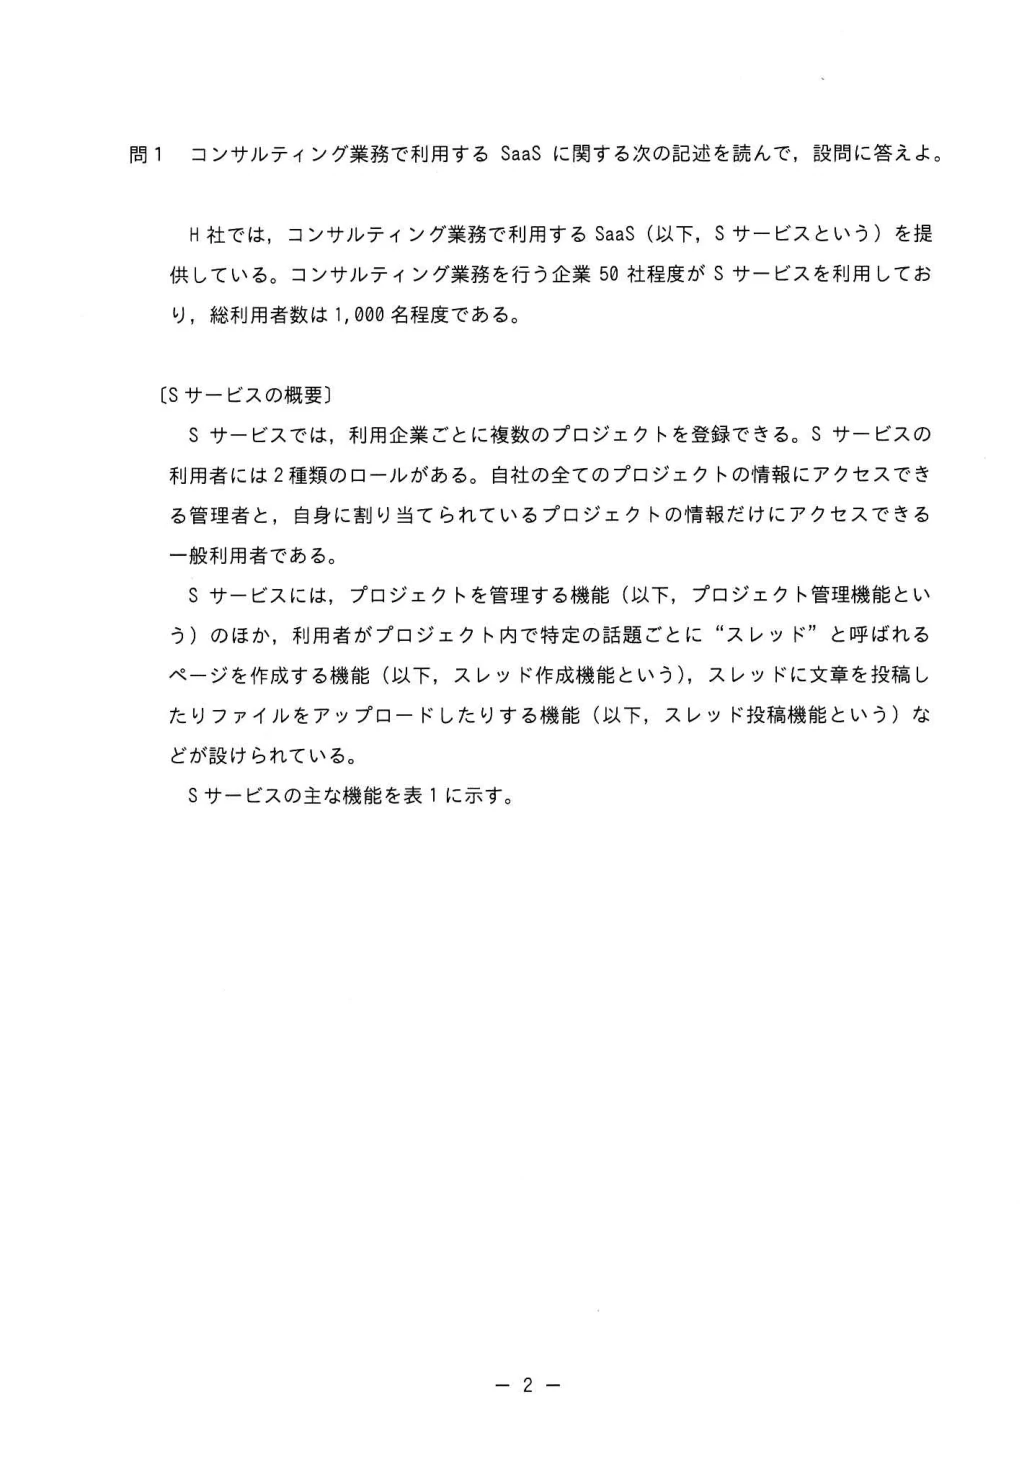 問1　コンサルティング業務で利用する SaaS に関する次の記述を読んで，設問に答えよ。
H 社では，コンサルティング業務で利用する SaaS（以下，S サービスという）を提
供している。コンサルティング業務を行う企業 50 社程度が S サービスを利用してお
り，総利用者数は 1,000 名程度である。
〔S サービスの概要〕
S サービスでは，利用企業ごとに複数のプロジェクトを登録できる。S サービスの
利用者には 2 種類のロールがある。自社の全てのプロジェクトの情報にアクセスでき
る管理者と，自身に割り当てられているプロジェクトの情報だけにアクセスできる
一般利用者である。
S サービスには，プロジェクトを管理する機能（以下，プロジェクト管理機能とい
う）のほか，利用者がプロジェクト内で特定の話題ごとに“スレッド”と呼ばれる
ページを作成する機能（以下，スレッド作成機能という），スレッドに文章を投稿し
たりファイルをアップロードしたりする機能（以下，スレッド投稿機能という）な
どが設けられている。
S サービスの主な機能を表 1 に示す。
－ 2 －